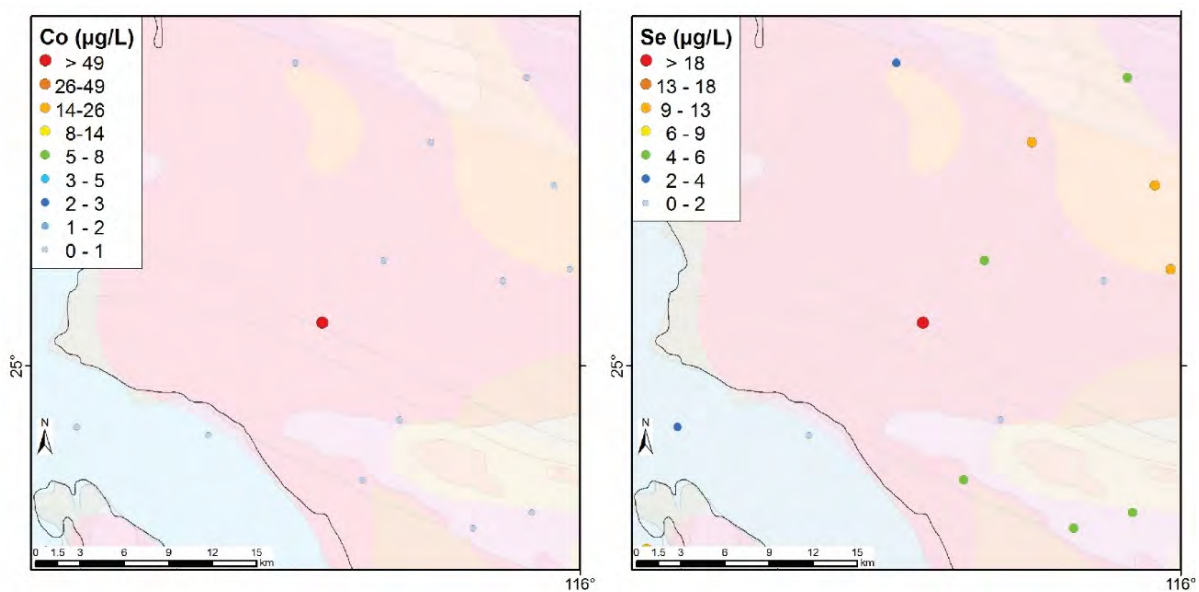 Co (µg/L)
> 49
26-49
14-26
8-14
5 - 8
3 - 5
2 - 3
1 - 2
0 - 1
25°
N
0 1.5 3 6 9 12 15
km
116°
Se (µg/L)
> 18
13 - 18
9 - 13
6 - 9
4 - 6
2 - 4
0 - 2
25°
N
0 1.5 3 6 9 12 15
km
116°